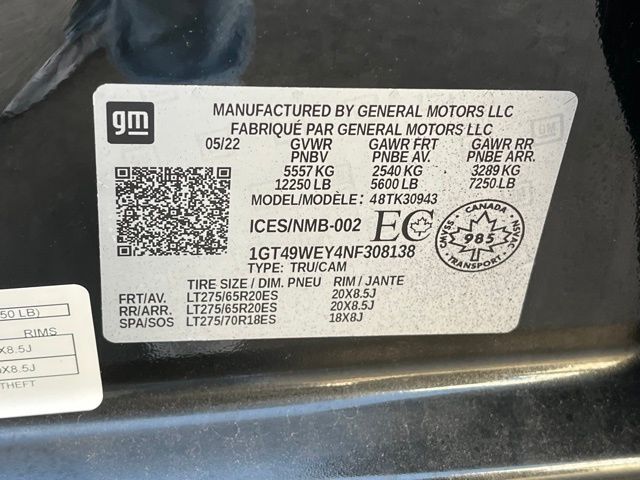 gm
MANUFACTURED BY GENERAL MOTORS LLC
FABRIQUÉ PAR GENERAL MOTORS LLC
05/22 GVWR GAWR FRT GAWR RR
PNBV PNBE AV. PNBE ARR.
5557 KG 2540 KG 3289 KG
12250 LB 5600 LB 7250 LB
MODEL/MODÈLE: 48TK30943
ICES/NMB-002 EC
CANADA
985
TRANSPORT
1GT49WEY4NF308138
TYPE: TRU/CAM
TIRE SIZE / DIM. PNEU RIM / JANTE
FRT/AV. LT275/65R20ES 20X8.5J
RR/ARR. LT275/65R20ES 20X8.5J
SPA/SOS LT275/70R18ES 18X8J
50 LB)
RIMS
X8.5J
X8.5J
THEFT